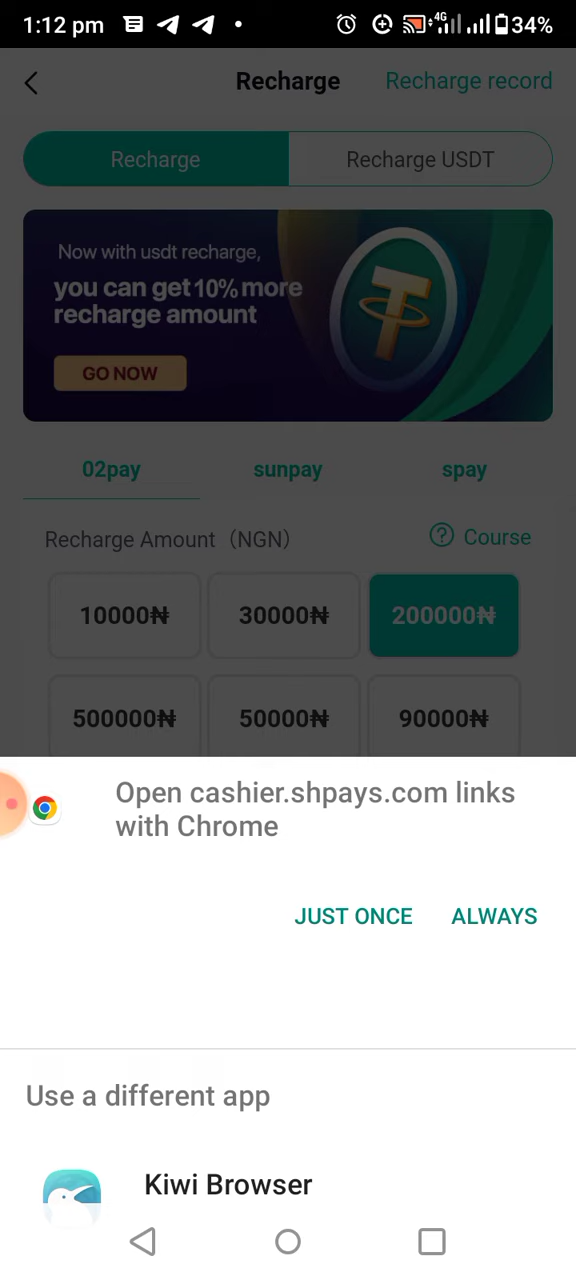 1:12 pm 4G 34%
Recharge Recharge record
Recharge Recharge USDT
Now with usdt recharge,
you can get 10% more
recharge amount
GO NOW
02pay sunpay spay
Recharge Amount（NGN） ? Course
10000₦ 30000₦ 200000₦
500000₦ 50000₦ 90000₦
Open cashier.shpays.com links
with Chrome
JUST ONCE ALWAYS
Use a different app
Kiwi Browser